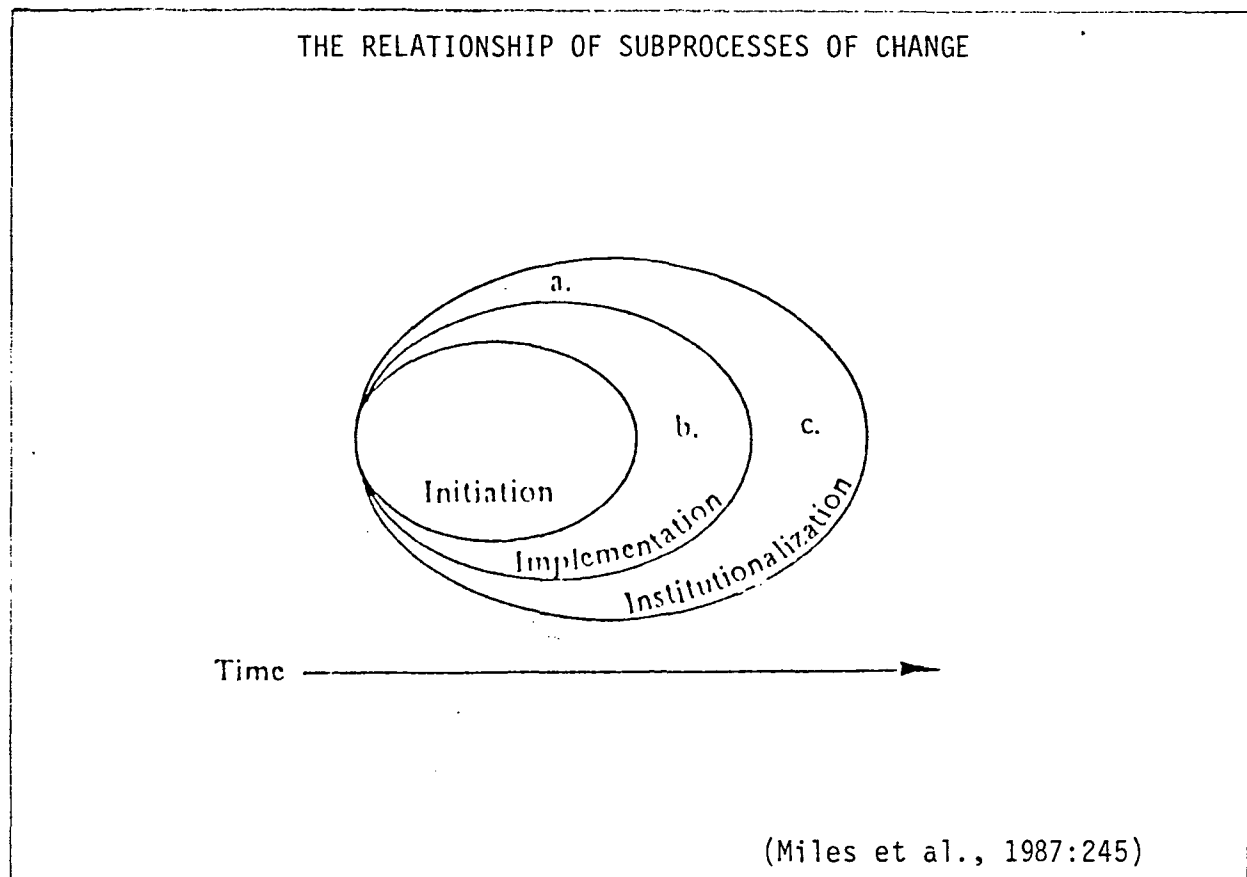 THE RELATIONSHIP OF SUBPROCESSES OF CHANGE
a.
b.
c.
Initiation
Implementation
Institutionalization
Time
(Miles et al., 1987:245)